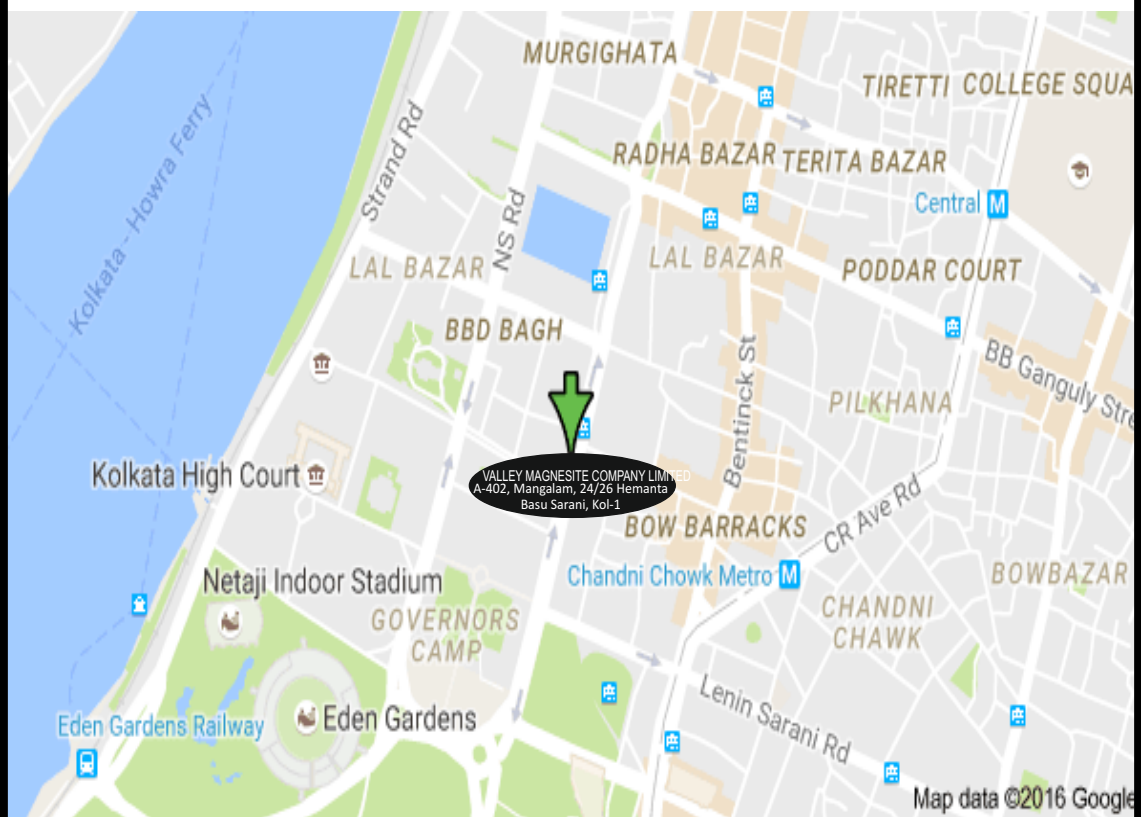 MURGIGHATA
TIRETTI
COLLEGE SQUA
Strand Rd
RADHA BAZAR
TERITA BAZAR
Kolkata - Howra Ferry
NS Rd
Central M
LAL BAZAR
LAL BAZAR
PODDAR COURT
BBD BAGH
Bentinck St
BB Ganguly Stre
PILKHANA
Kolkata High Court
VALLEY MAGNESITE COMPANY LIMITED
A-402, Mangalam, 24/26 Hemanta
Basu Sarani, Kol-1
BOW BARRACKS
CR Ave Rd
Chandni Chowk Metro M
BOWBAZAR
Netaji Indoor Stadium
GOVERNORS
CAMP
CHANDNI
CHAWK
Lenin Sarani Rd
Eden Gardens Railway
Eden Gardens
Map data ©2016 Google